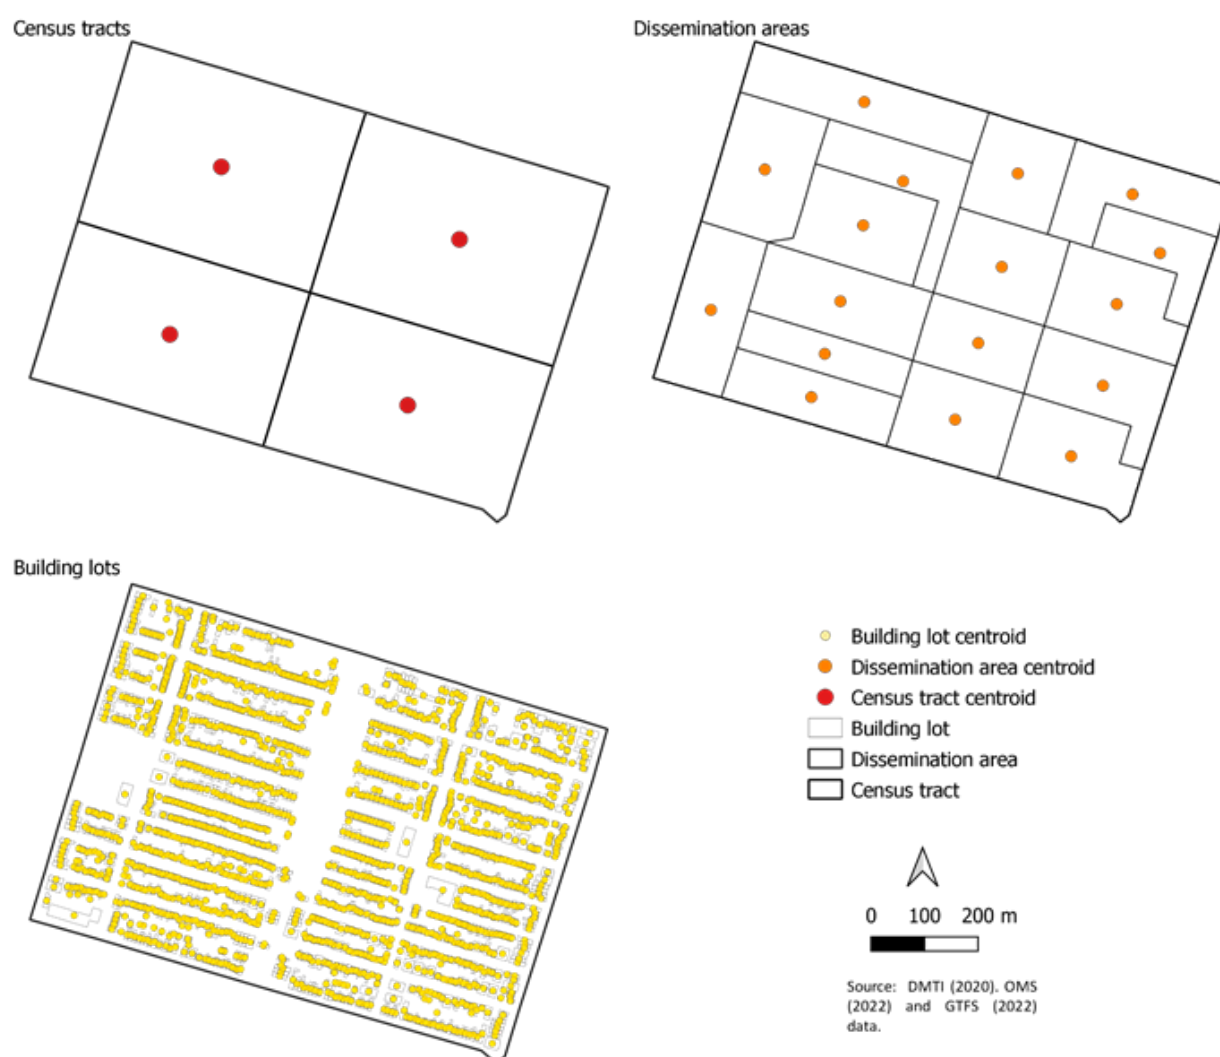 Census tracts
Dissemination areas
Building lots
Building lot centroid
Dissemination area centroid
Census tract centroid
Building lot
Dissemination area
Census tract
0 100 200 m
Source: DMTI (2020). OMS
(2022) and GTFS (2022)
data.